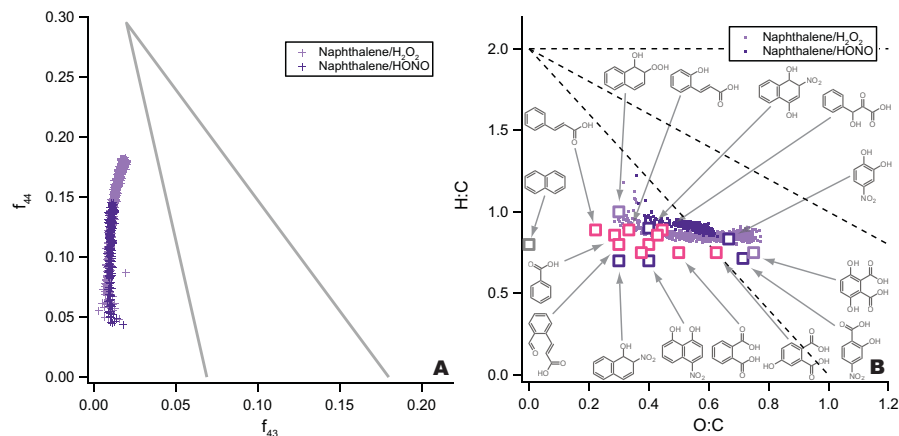 0.30
0.25
0.20
0.15
0.10
0.05
0.00
f44
0.00
0.05
0.10
0.15
0.20
f43
Naphthalene/H2O2
Naphthalene/HONO
A
2.0
1.5
1.0
0.5
0.0
H:C
0.0
0.2
0.4
0.6
0.8
1.0
1.2
O:C
Naphthalene/H2O2
Naphthalene/HONO
B
OH
OOH
OH
O
OH
OH
NO2
OH
O
O
OH
OH
O
OH
O
O
OH
OH
OH
NO2
OH
O
OH
O
OH
O
OH
O
O
HO
O
OH
NO2
OH
OH
NO2
O
OH
OH
O
O
OH
OH
HO
O
O
OH
OH
NO2